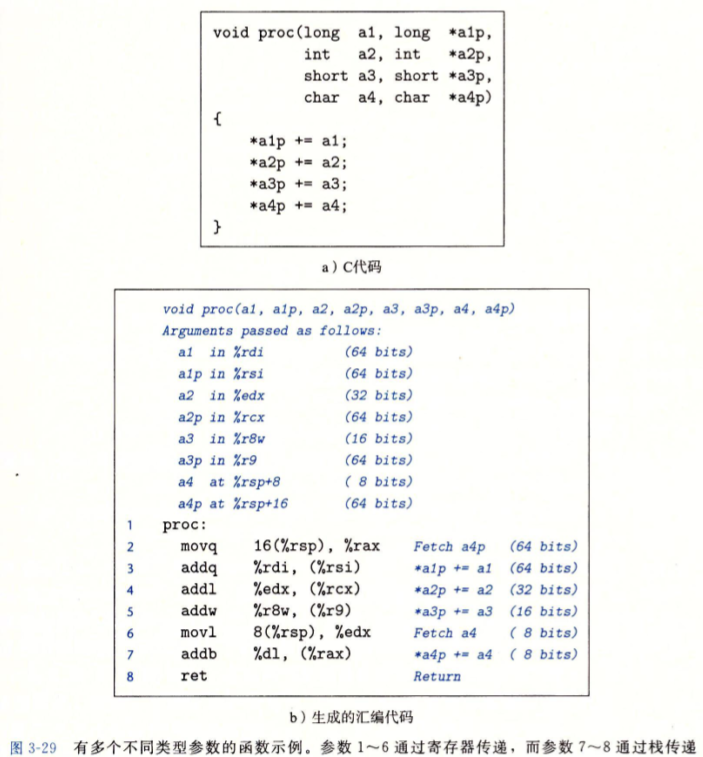 void proc(long  a1, long  *a1p,
          int   a2, int   *a2p,
          short a3, short *a3p,
          char  a4, char  *a4p)
{
    *a1p += a1;
    *a2p += a2;
    *a3p += a3;
    *a4p += a4;
}
a）C代码
void proc(a1, a1p, a2, a2p, a3, a3p, a4, a4p)
Arguments passed as follows:
a1  in %rdi          (64 bits)
a1p in %rsi          (64 bits)
a2  in %edx          (32 bits)
a2p in %rcx          (64 bits)
a3  in %r8w          (16 bits)
a3p in %r9           (64 bits)
a4  at %rsp+8        ( 8 bits)
a4p at %rsp+16       (64 bits)
1  proc:
2    movq    16(%rsp), %rax    Fetch a4p   (64 bits)
3    addq    %rdi, (%rsi)      *a1p += a1  (64 bits)
4    addl    %edx, (%rcx)      *a2p += a2  (32 bits)
5    addw    %r8w, (%r9)       *a3p += a3  (16 bits)
6    movl    8(%rsp), %edx     Fetch a4    ( 8 bits)
7    addb    %dl, (%rax)       *a4p += a4  ( 8 bits)
8    ret                       Return
b）生成的汇编代码
图 3-29 有多个不同类型参数的函数示例。参数 1～6 通过寄存器传递，而参数 7～8 通过栈传递